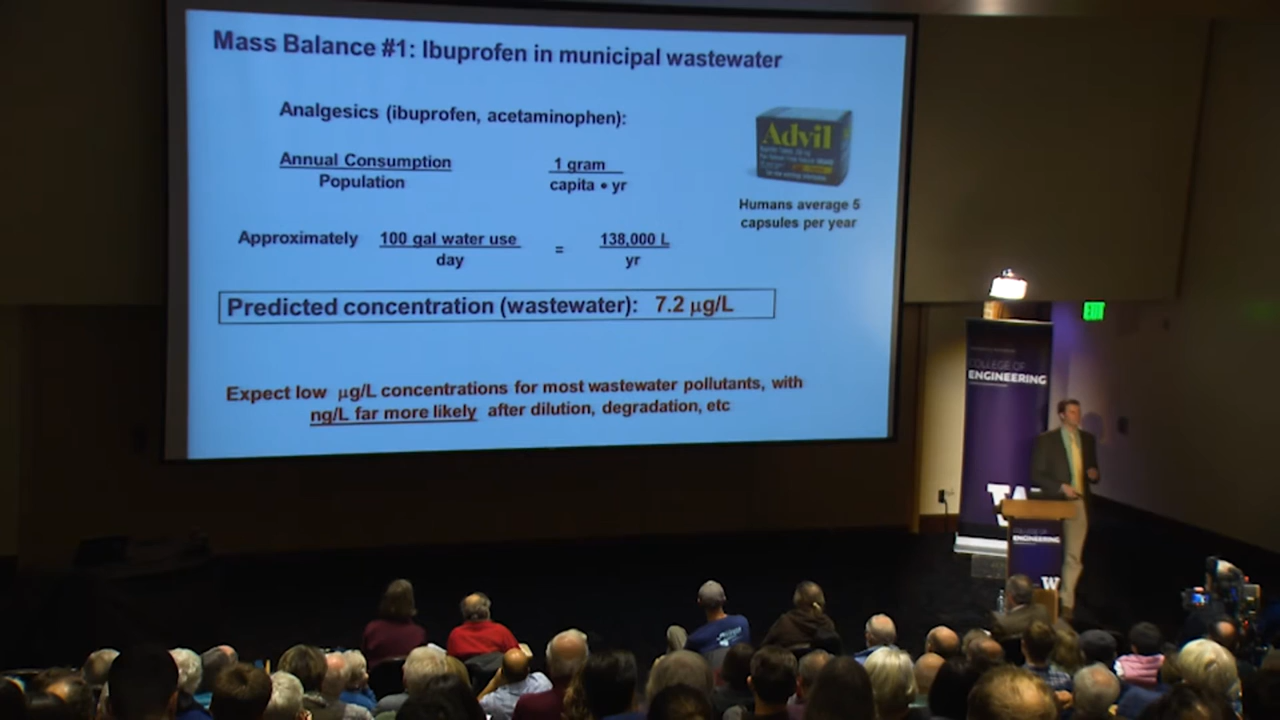 Mass Balance #1: Ibuprofen in municipal wastewater
Analgesics (ibuprofen, acetaminophen):
Annual Consumption
Population
1 gram
capita • yr
Advil
Humans average 5
capsules per year
Approximately
100 gal water use
day
=
138,000 L
yr
Predicted concentration (wastewater): 7.2 µg/L
Expect low µg/L concentrations for most wastewater pollutants, with
ng/L far more likely after dilution, degradation, etc
EXIT
COLLEGE OF
ENGINEERING
W
COLLEGE OF
ENGINEERING
W